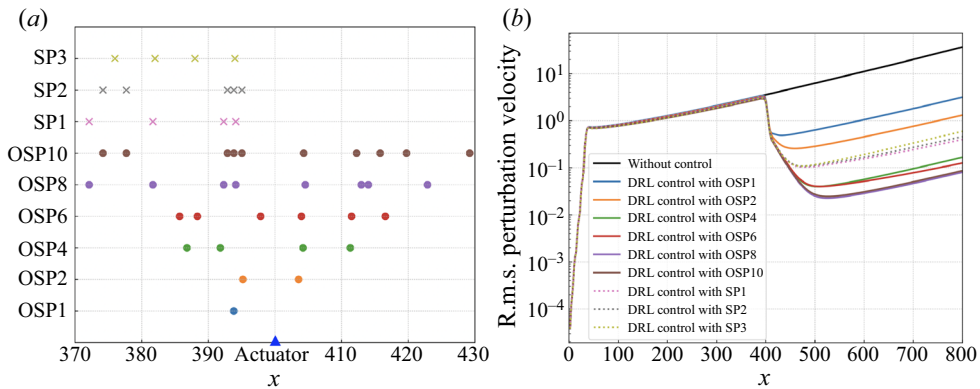 (a)
SP3
SP2
SP1
OSP10
OSP8
OSP6
OSP4
OSP2
OSP1
370 390 Actuator 410 420 430
x
(b)
R.m.s. perturbation velocity
10^1
10^0
10^-1
10^-2
10^-3
10^-4
Without control
DRL control with OSP1
DRL control with OSP2
DRL control with OSP4
DRL control with OSP6
DRL control with OSP8
DRL control with OSP10
DRL control with SP1
DRL control with SP2
DRL control with SP3
0 100 200 300 400 500 600 700 800
x